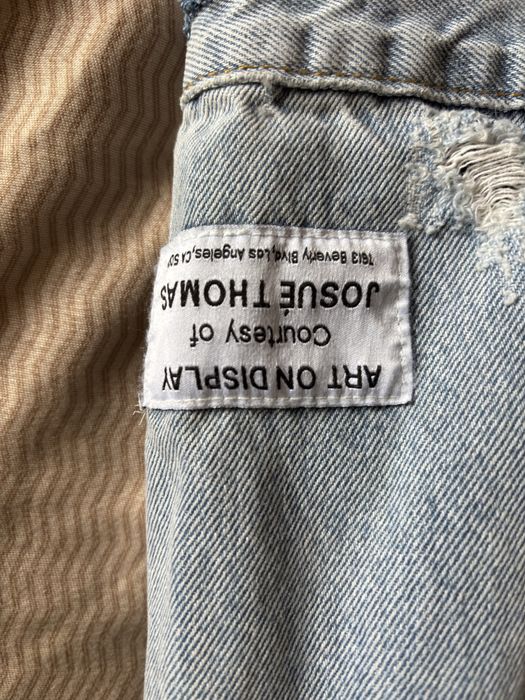 ART ON DISPLAY
Courtesy of
JOSUÉ THOMAS
7613 Beverly Blvd, Los Angeles, CA